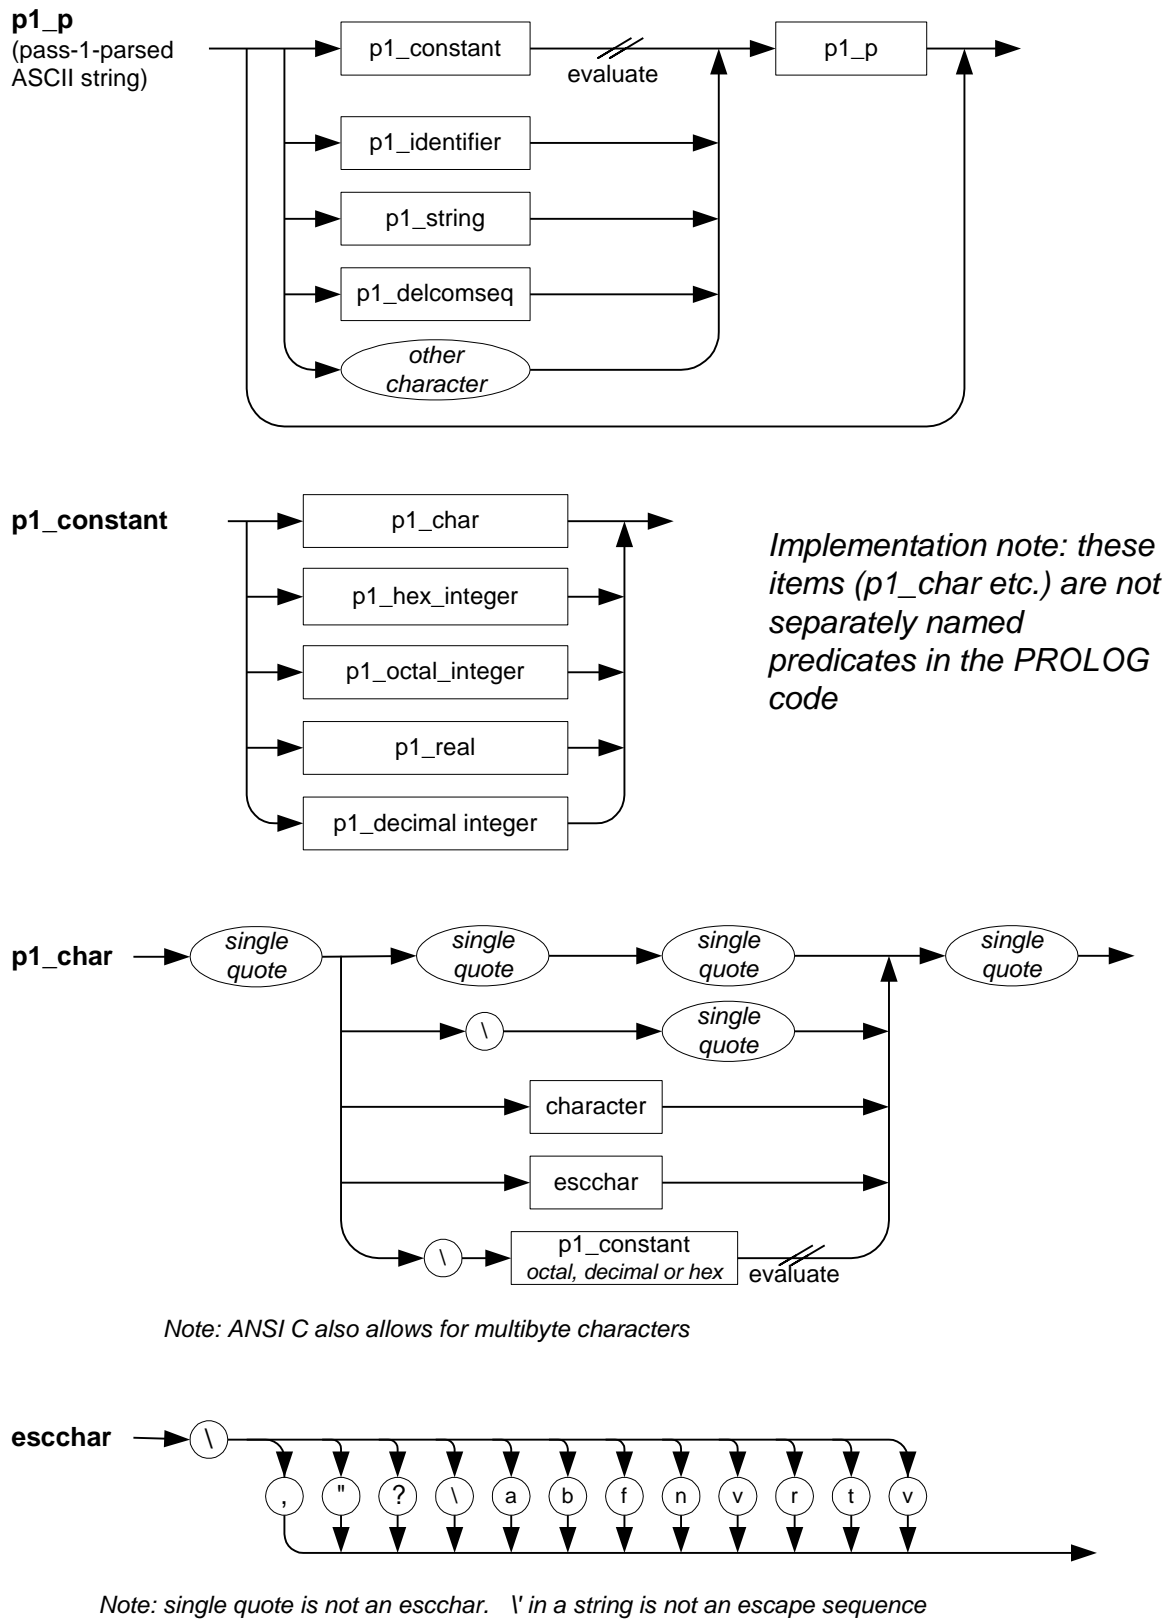 p1_p
(pass-1-parsed
ASCII string)
p1_constant
evaluate
p1_p
p1_identifier
p1_string
p1_delcomseq
other
character
p1_constant
p1_char
p1_hex_integer
p1_octal_integer
p1_real
p1_decimal integer
Implementation note: these
items (p1_char etc.) are not
separately named
predicates in the PROLOG
code
p1_char
single
quote
single
quote
single
quote
single
quote
\
single
quote
character
escchar
\
p1_constant
octal, decimal or hex
evaluate
Note: ANSI C also allows for multibyte characters
escchar
\
, " ? \ a b f n v r t v
Note: single quote is not an escchar. \' in a string is not an escape sequence